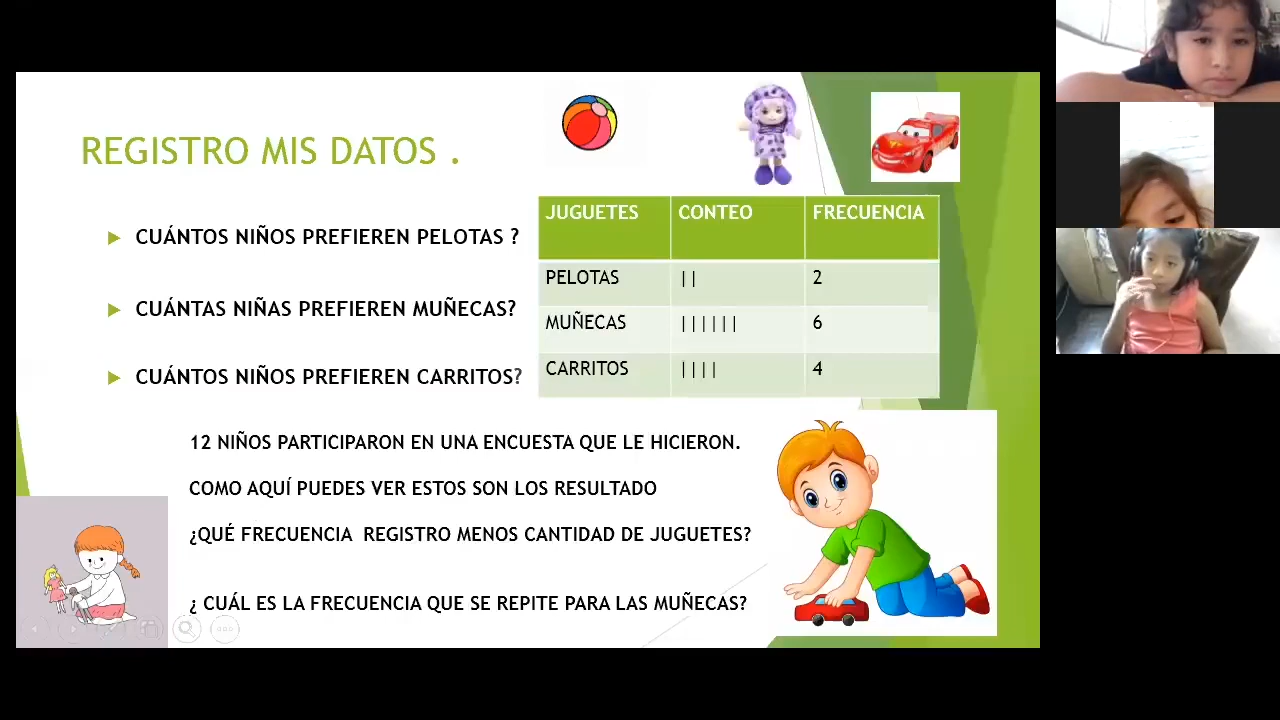 REGISTRO MIS DATOS .
CUÁNTOS NIÑOS PREFIEREN PELOTAS ?
CUÁNTAS NIÑAS PREFIEREN MUÑECAS?
CUÁNTOS NIÑOS PREFIEREN CARRITOS?
JUGUETES CONTEO FRECUENCIA
PELOTAS || 2
MUÑECAS |||||| 6
CARRITOS |||| 4
12 NIÑOS PARTICIPARON EN UNA ENCUESTA QUE LE HICIERON.
COMO AQUÍ PUEDES VER ESTOS SON LOS RESULTADO
¿QUÉ FRECUENCIA REGISTRO MENOS CANTIDAD DE JUGUETES?
¿ CUÁL ES LA FRECUENCIA QUE SE REPITE PARA LAS MUÑECAS?